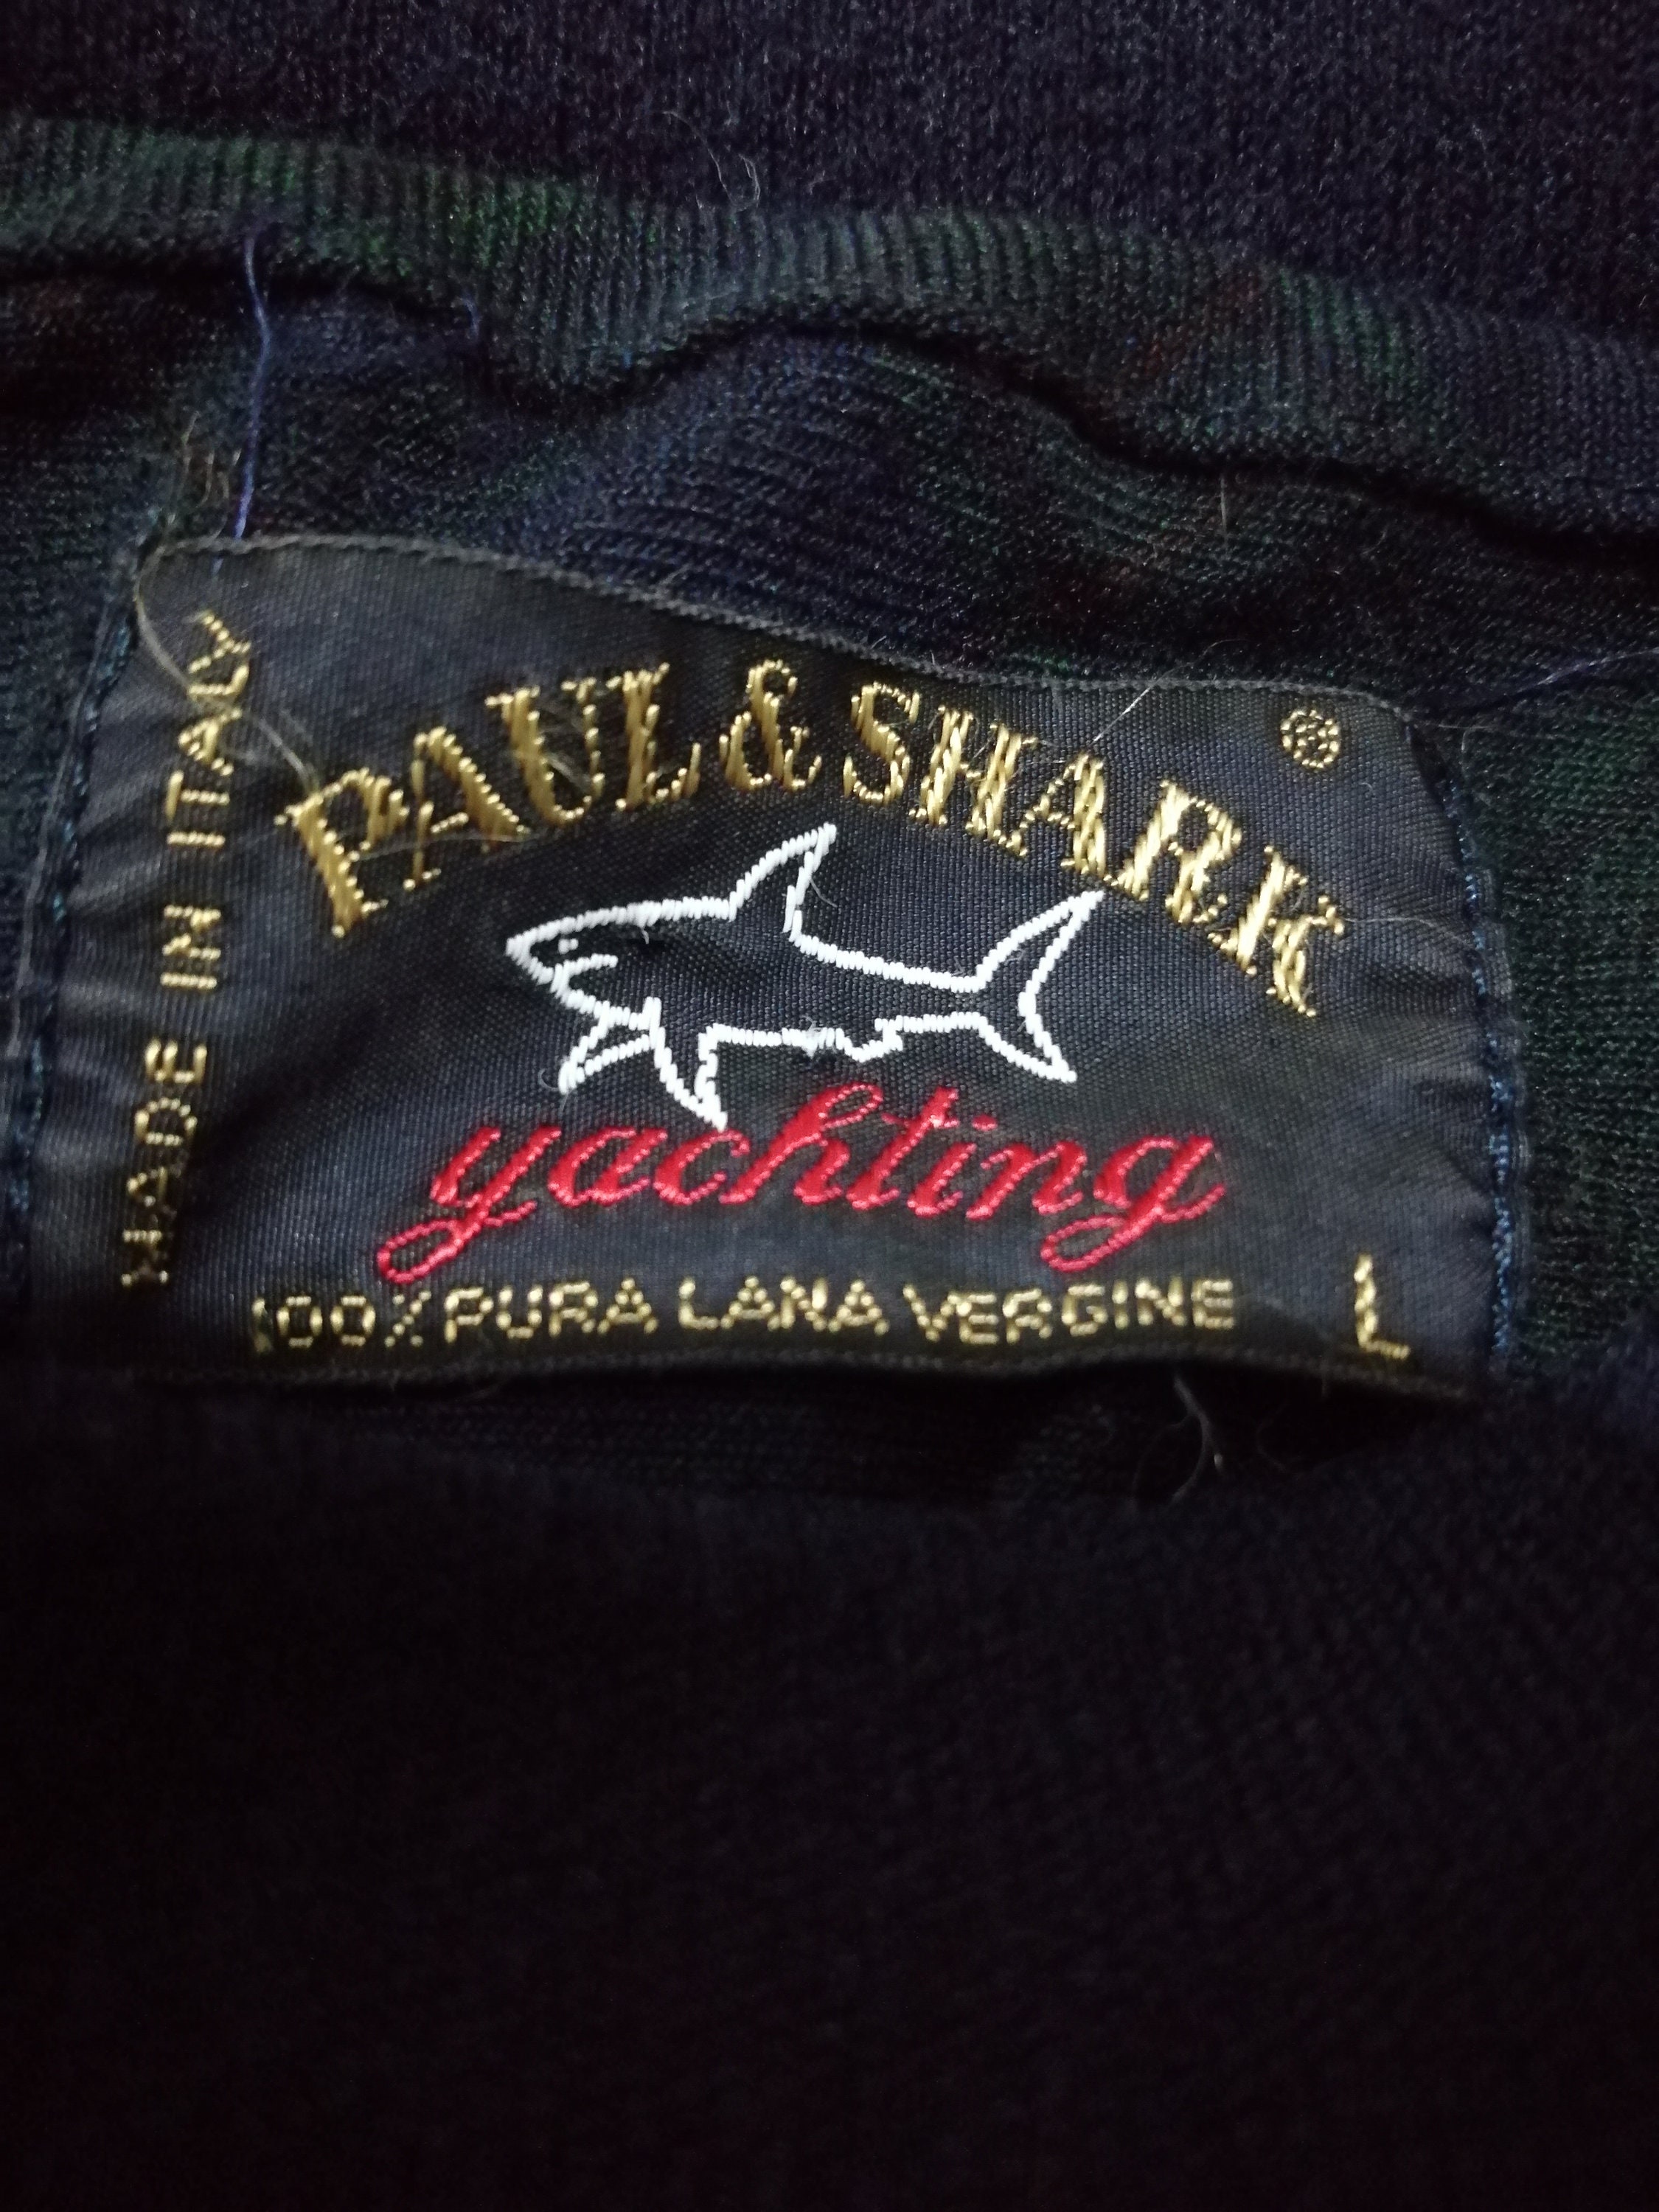 PAUL & SHARK ®
yachting
100% PURA LANA VERGINE
L
MADE IN ITALY